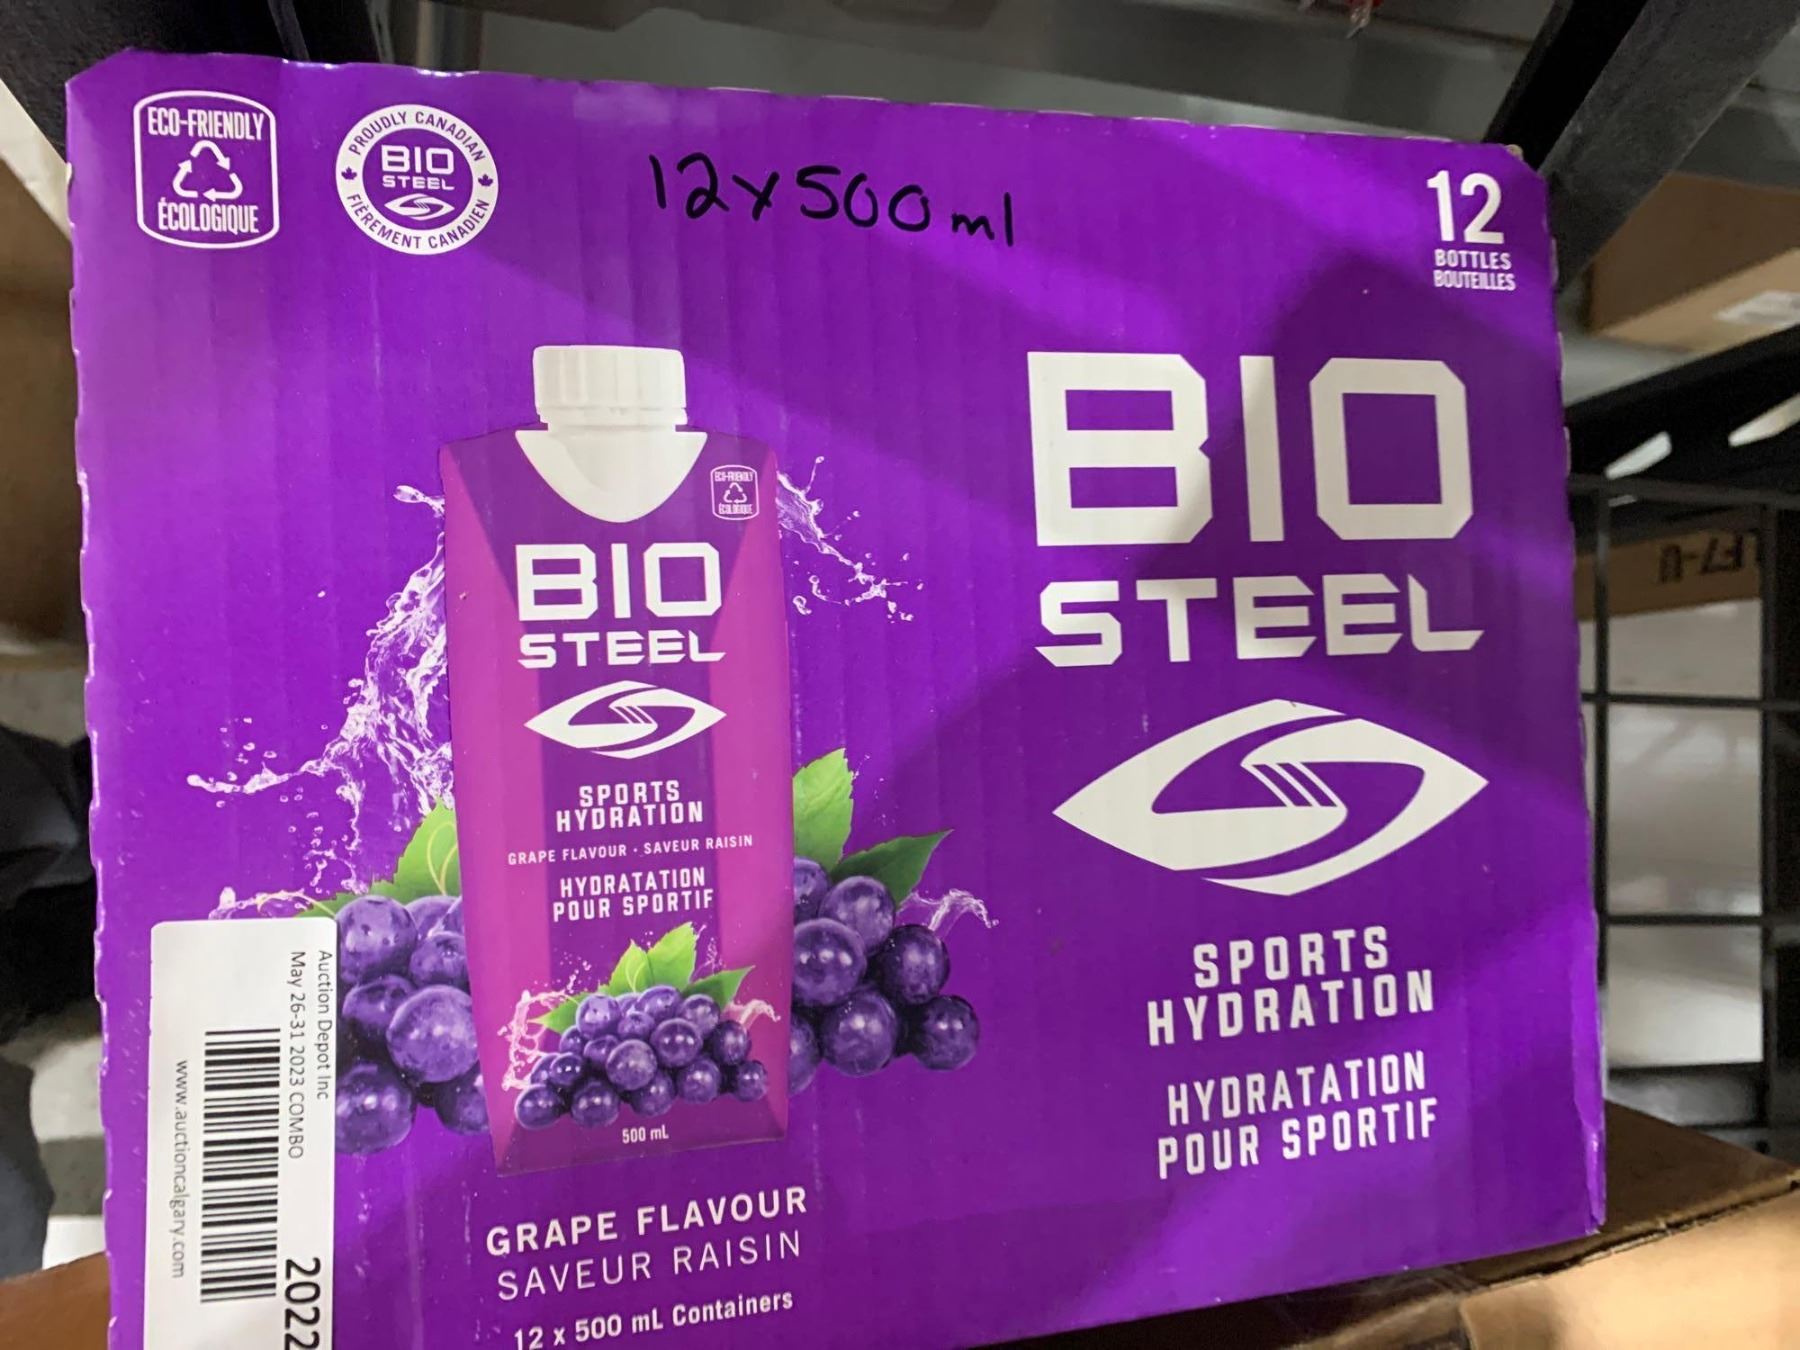 ECO-FRIENDLY
ÉCOLOGIQUE
PROUDLY CANADIAN
BIO
STEEL
FIÈREMENT CANADIEN
12x500ml
12
BOTTLES
BOUTEILLES
ECO-FRIENDLY
ÉCOLOGIQUE
BIO
STEEL
SPORTS
HYDRATION
GRAPE FLAVOUR · SAVEUR RAISIN
HYDRATATION
POUR SPORTIF
500 mL
BIO
STEEL
SPORTS
HYDRATION
HYDRATATION
POUR SPORTIF
GRAPE FLAVOUR
SAVEUR RAISIN
12 x 500 mL Containers
Auction Depot Inc
May 26-31 2023 COMBO
www.auctioncalgary.com
2022